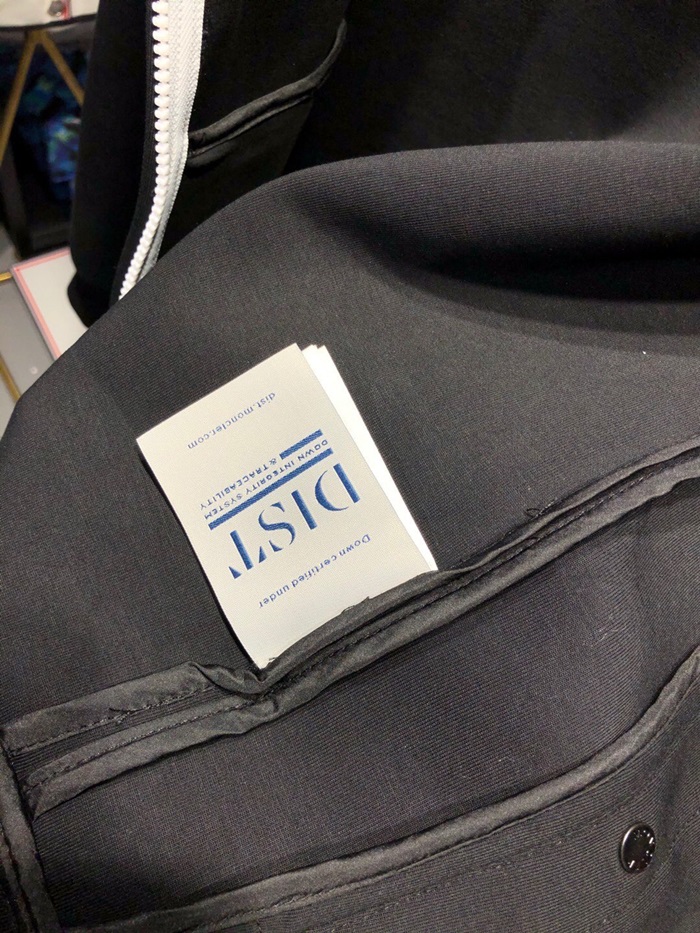 Down certified under
DIST
DOWN INTEGRITY SYSTEM
& TRACEABILITY
dist.moncler.com